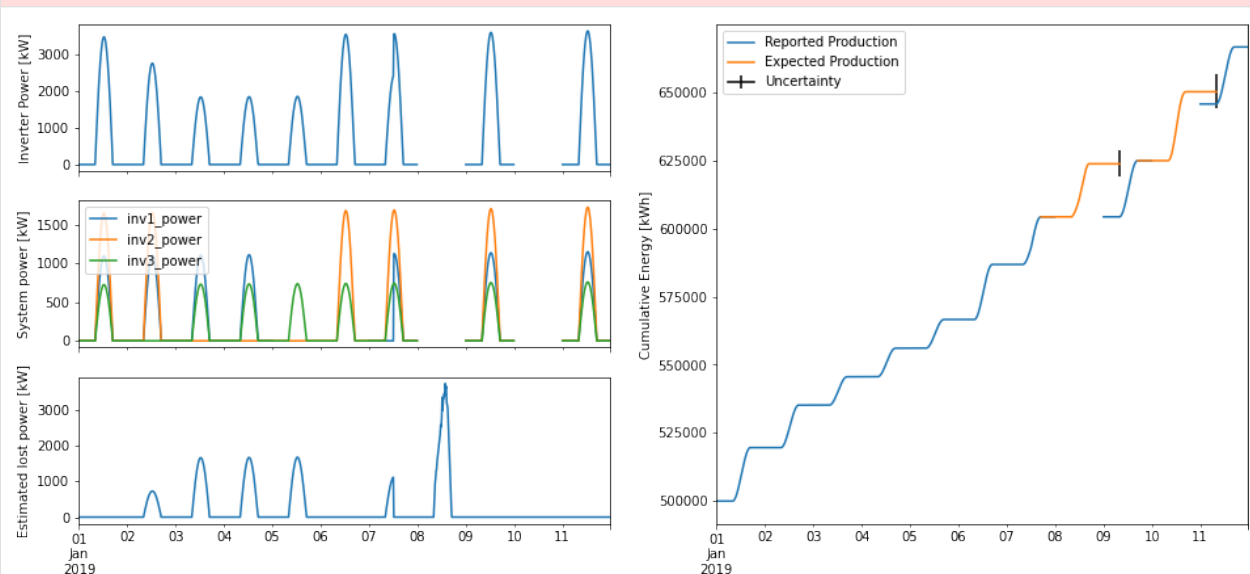 Inverter Power [kW]
3000
2000
1000
0
System power [kW]
1500
1000
500
0
inv1_power
inv2_power
inv3_power
Estimated lost power [kW]
3000
2000
1000
0
01 02 03 04 05 06 07 08 09 10 11
Jan
2019
Cumulative Energy [kWh]
650000
625000
600000
575000
550000
525000
500000
Reported Production
Expected Production
Uncertainty
01 02 03 04 05 06 07 08 09 10 11
Jan
2019